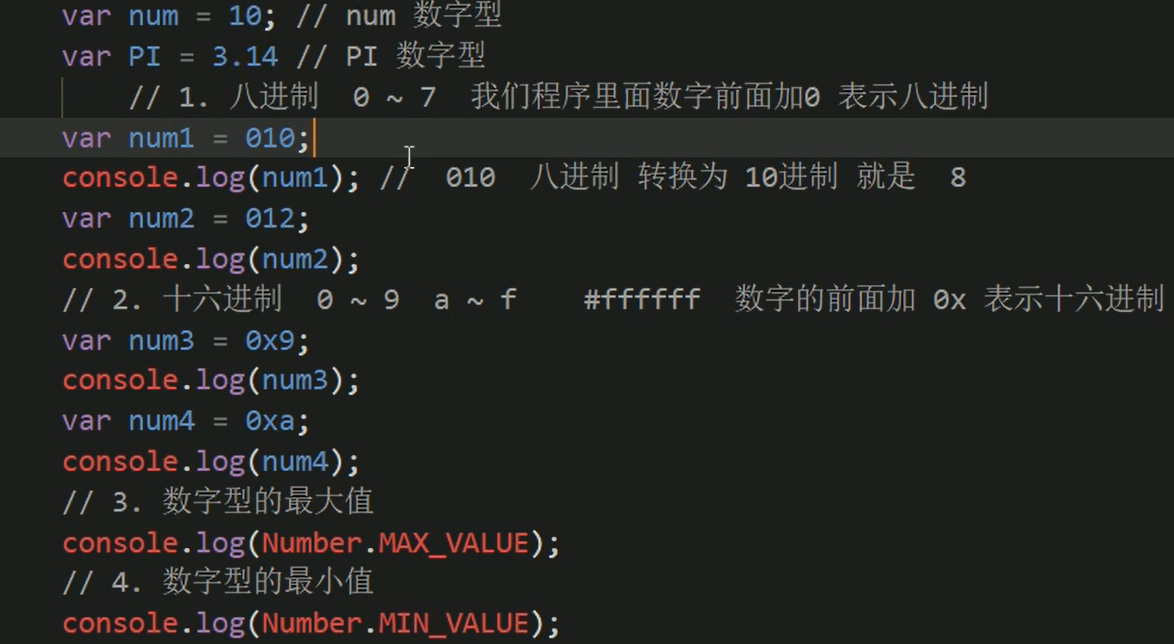 var num = 10; // num 数字型
var PI = 3.14 // PI 数字型
// 1. 八进制  0 ~ 7  我们程序里面数字前面加0 表示八进制
var num1 = 010;
console.log(num1); //  010  八进制 转换为 10进制 就是  8
var num2 = 012;
console.log(num2);
// 2. 十六进制  0 ~ 9  a ~ f    #ffffff  数字的前面加 0x 表示十六进制
var num3 = 0x9;
console.log(num3);
var num4 = 0xa;
console.log(num4);
// 3. 数字型的最大值
console.log(Number.MAX_VALUE);
// 4. 数字型的最小值
console.log(Number.MIN_VALUE);